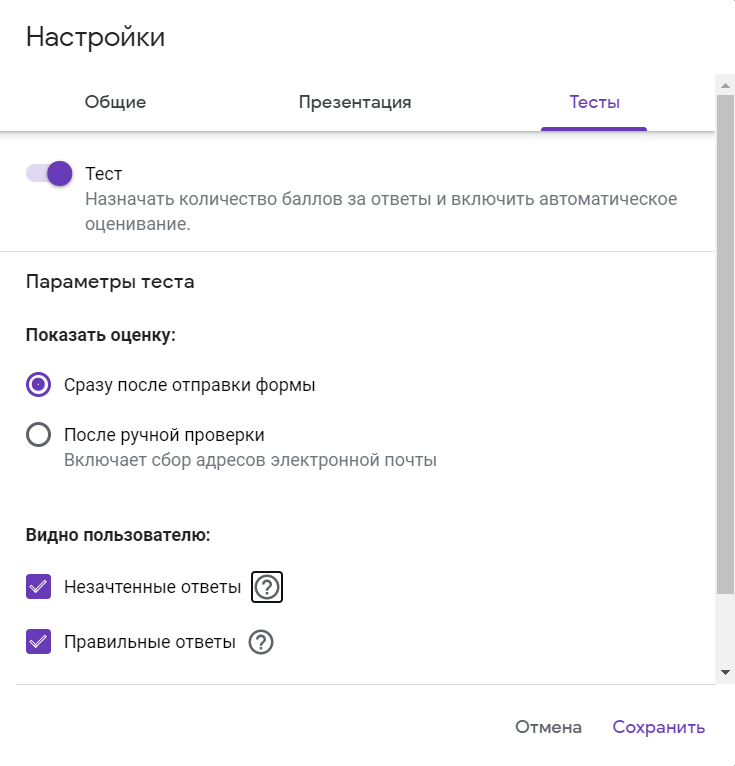 Настройки
Общие
Презентация
Тесты
Тест
Назначать количество баллов за ответы и включить автоматическое
оценивание.
Параметры теста
Показать оценку:
Сразу после отправки формы
После ручной проверки
Включает сбор адресов электронной почты
Видно пользователю:
Незачтенные ответы ?
Правильные ответы ?
Отмена
Сохранить